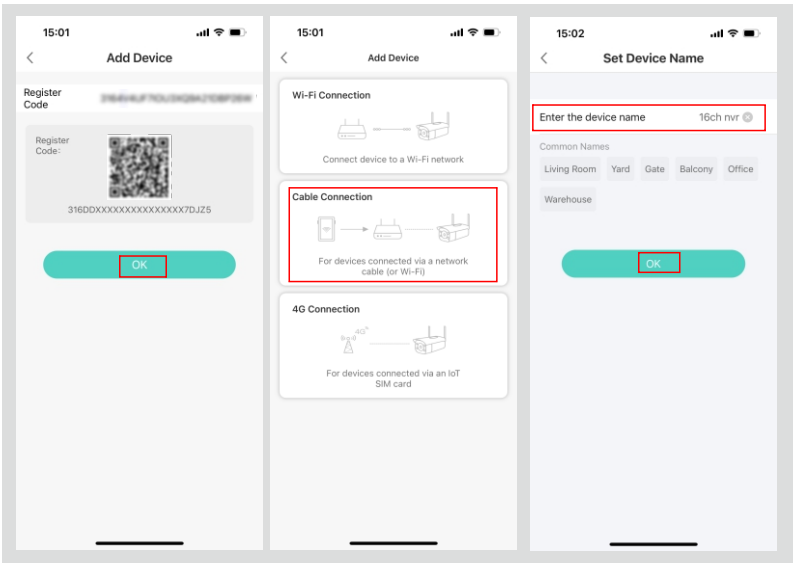 15:01
Add Device
Register
Code
Register
Code:
316DDXXXXXXXXXXXXXXX7DJZ5
OK
15:01
Add Device
Wi-Fi Connection
Connect device to a Wi-Fi network
Cable Connection
For devices connected via a network
cable (or Wi-Fi)
4G Connection
4G
For devices connected via an IoT
SIM card
15:02
Set Device Name
Enter the device name 16ch nvr
Common Names
Living Room Yard Gate Balcony Office
Warehouse
OK